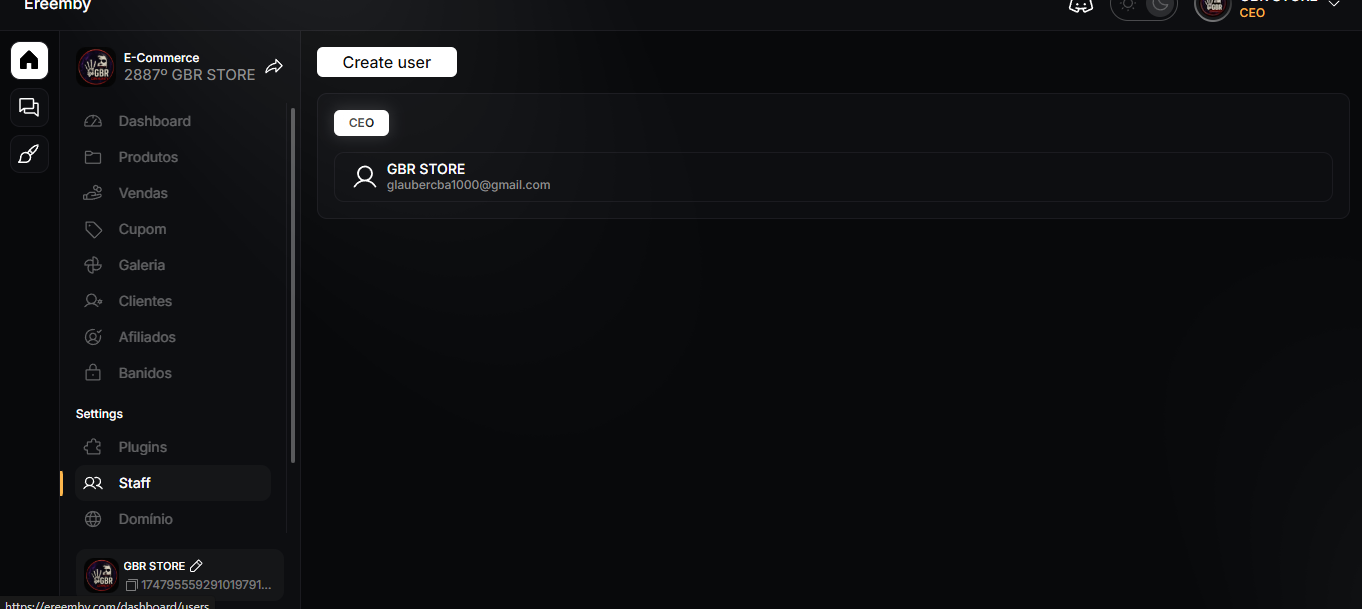 Ereemby
CEO
E-Commerce
2887º GBR STORE
Create user
Dashboard
Produtos
Vendas
Cupom
Galeria
Clientes
Afiliados
Banidos
Settings
Plugins
Staff
Domínio
GBR STORE
174795559291019791...
CEO
GBR STORE
glaubercba1000@gmail.com
https://ereemby.com/dashboard/users